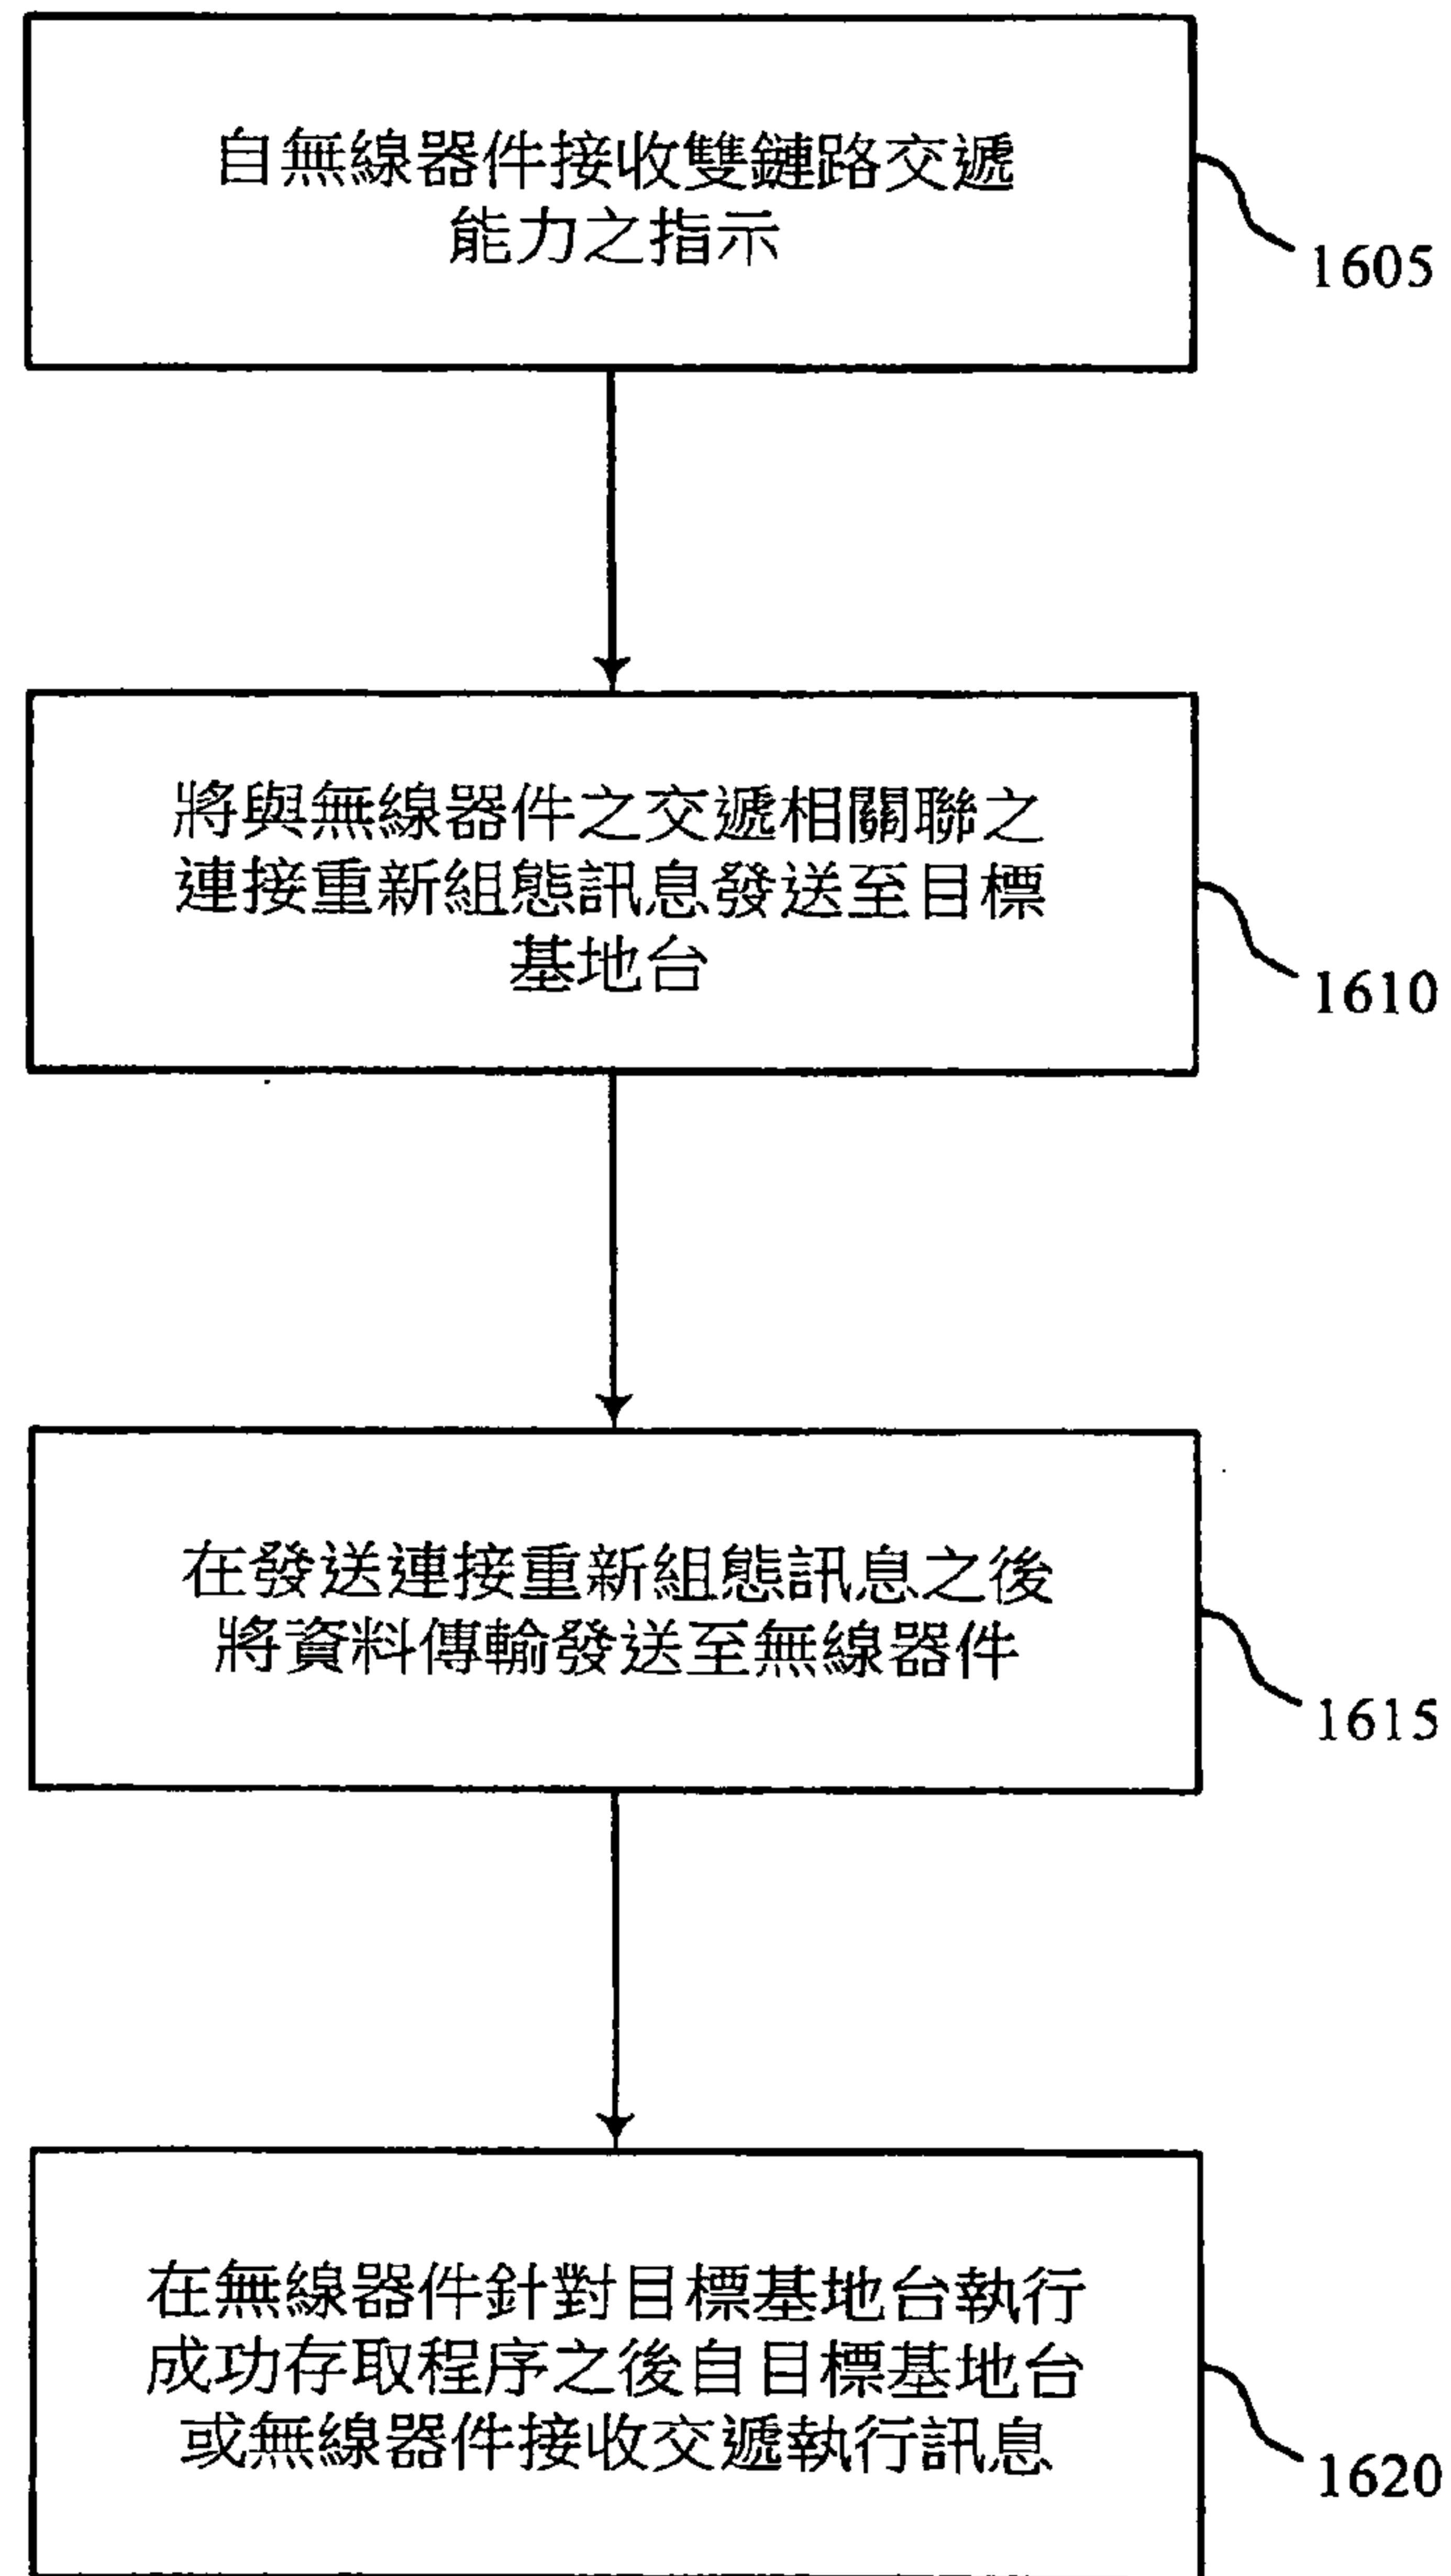 自無線器件接收雙鏈路交遞
能力之指示
1605
將與無線器件之交遞相關聯之
連接重新組態訊息發送至目標
基地台
1610
在發送連接重新組態訊息之後
將資料傳輸發送至無線器件
1615
在無線器件針對目標基地台執行
成功存取程序之後自目標基地台
或無線器件接收交遞執行訊息
1620